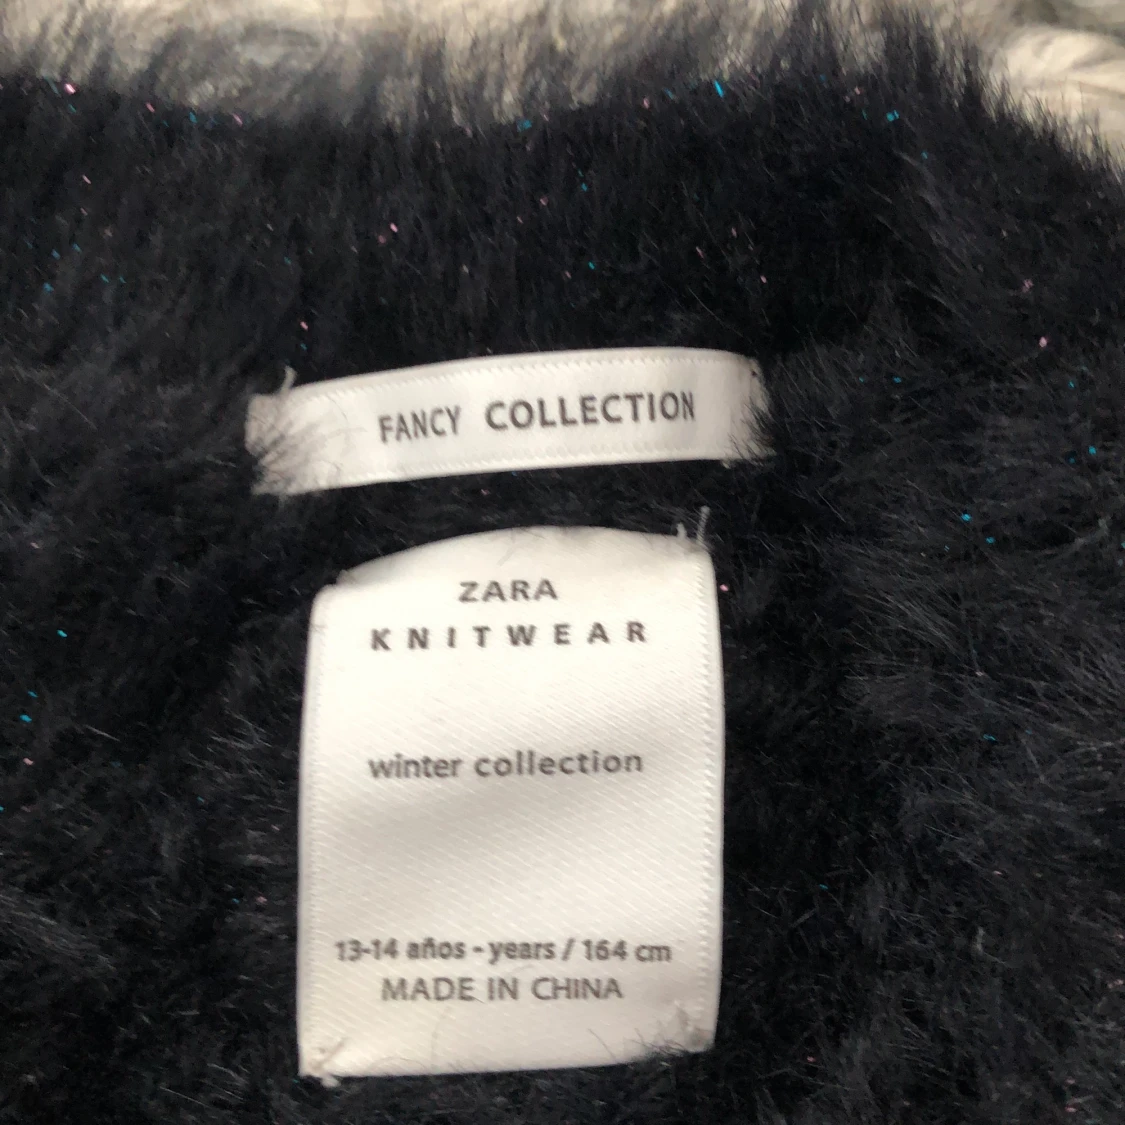 FANCY COLLECTION
ZARA
KNITWEAR
winter collection
13-14 años - years / 164 cm
MADE IN CHINA